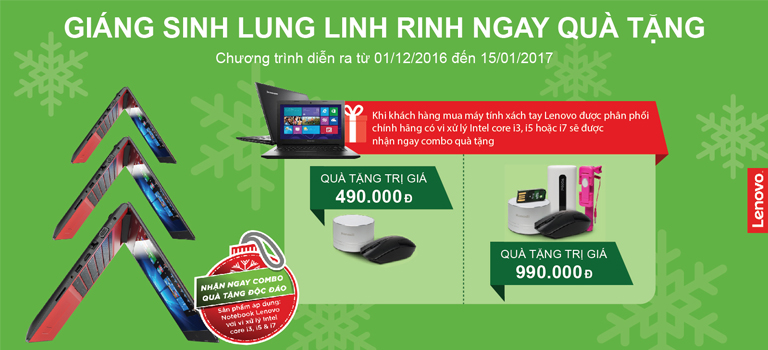 GIÁNG SINH LUNG LINH RINH NGAY QUÀ TẶNG
Chương trình diễn ra từ 01/12/2016 đến 15/01/2017
Khi khách hàng mua máy tính xách tay Lenovo được phân phối
chính hãng có vi xử lý Intel core i3, i5 hoặc i7 sẽ được
nhận ngay combo quà tặng
QUÀ TẶNG TRỊ GIÁ
490.000 Đ
QUÀ TẶNG TRỊ GIÁ
990.000 Đ
Lenovo
NHẬN NGAY COMBO
QUÀ TẶNG ĐỘC ĐÁO
Sản phẩm áp dụng:
Notebook Lenovo
với vi xử lý Intel
core i3, i5 & i7